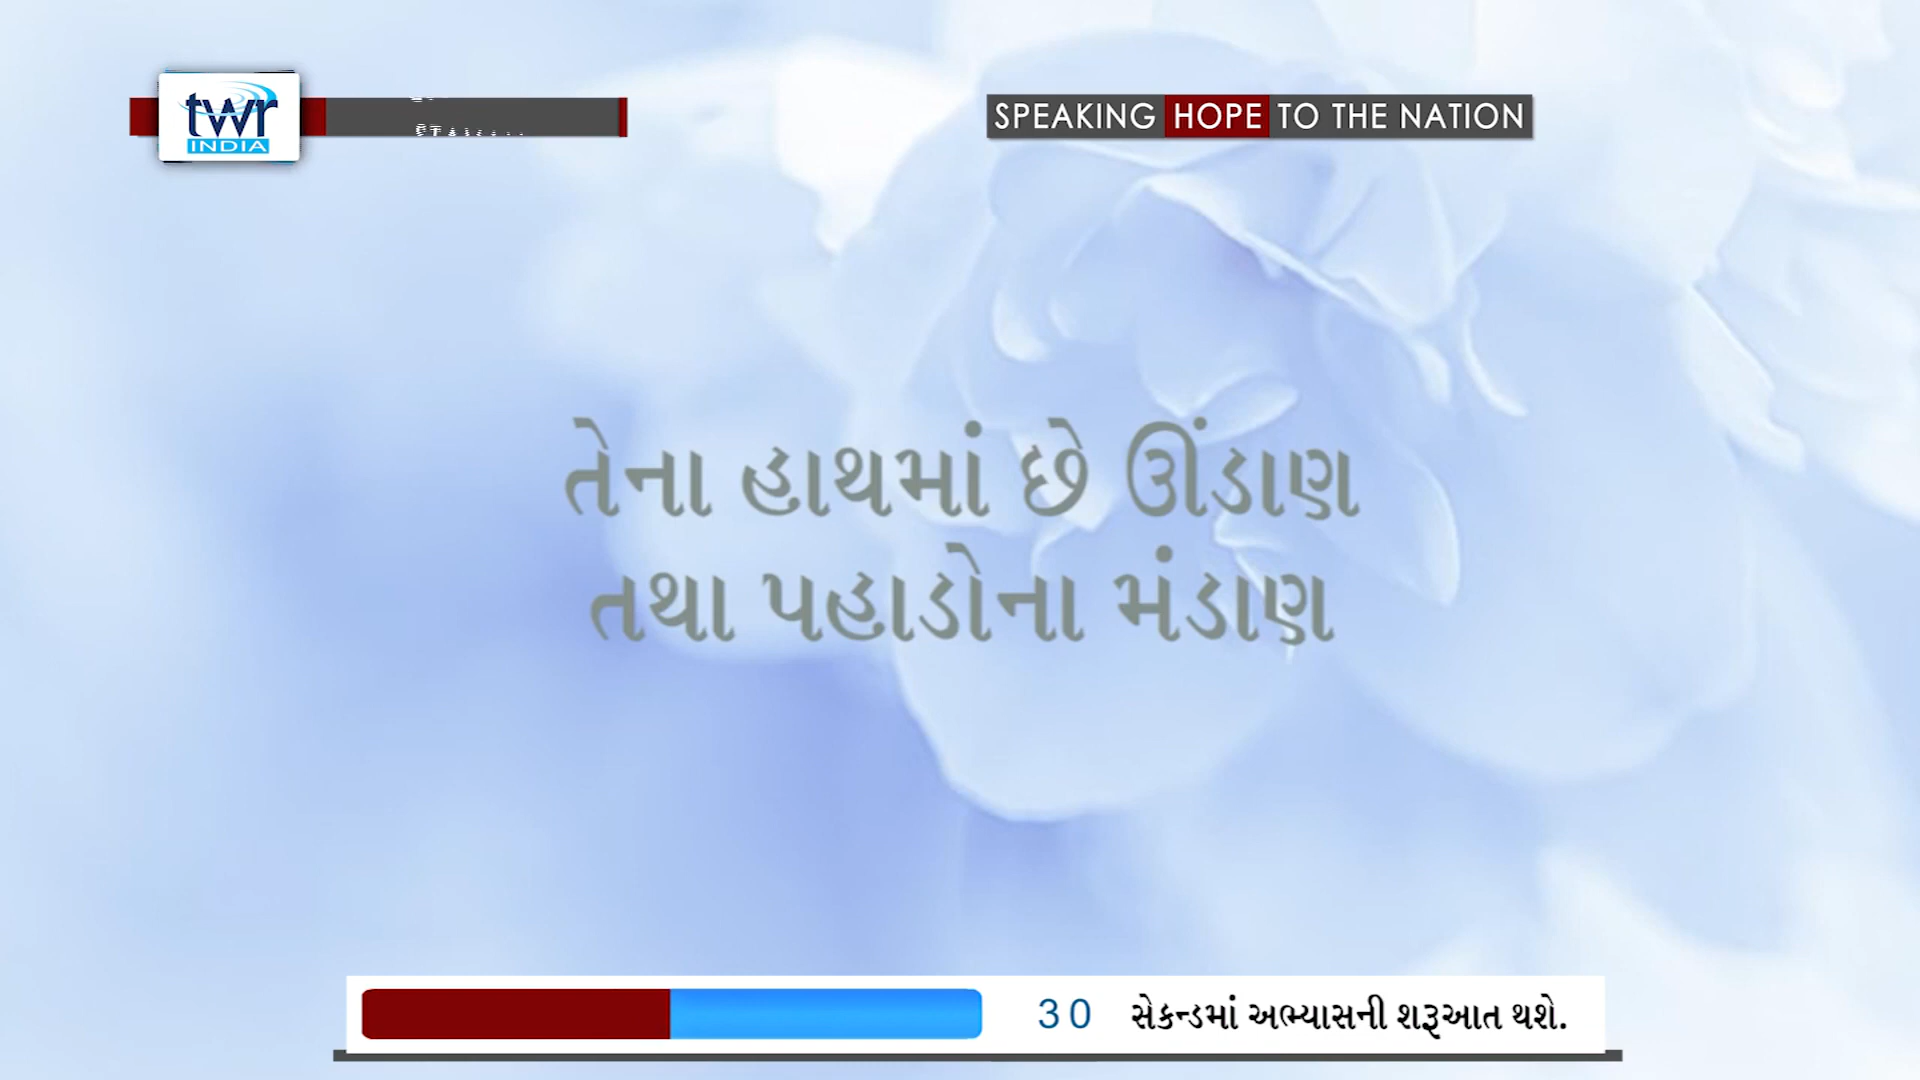 twr
INDIA
SPEAKING HOPE TO THE NATION
તેના હાથમાં છે ઊંડાણ
તથા પહાડોના મંડાણ
30 સેકન્ડમાં અભ્યાસની શરૂઆત થશે.